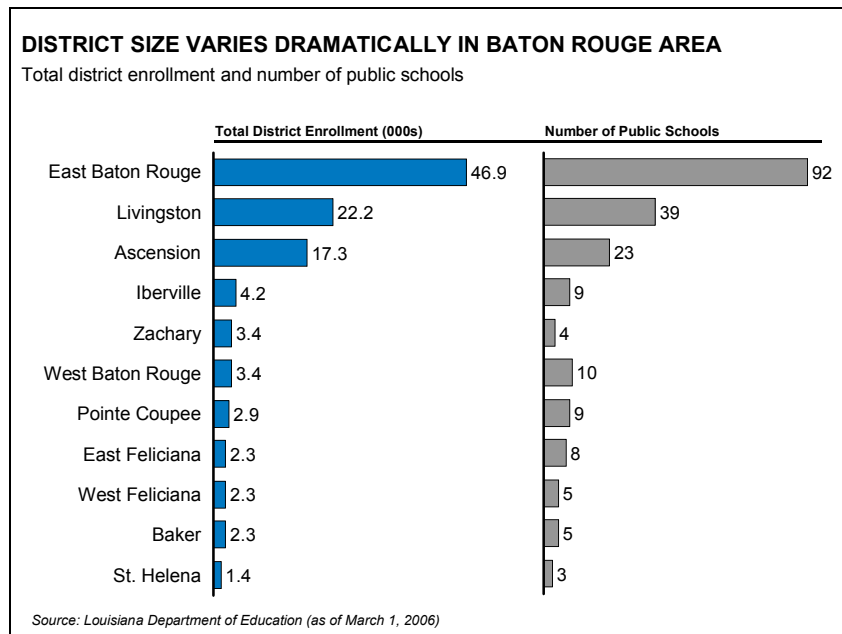 DISTRICT SIZE VARIES DRAMATICALLY IN BATON ROUGE AREA
Total district enrollment and number of public schools
Total District Enrollment (000s) Number of Public Schools
East Baton Rouge 46.9 92
Livingston 22.2 39
Ascension 17.3 23
Iberville 4.2 9
Zachary 3.4 4
West Baton Rouge 3.4 10
Pointe Coupee 2.9 9
East Feliciana 2.3 8
West Feliciana 2.3 5
Baker 2.3 5
St. Helena 1.4 3
Source: Louisiana Department of Education (as of March 1, 2006)